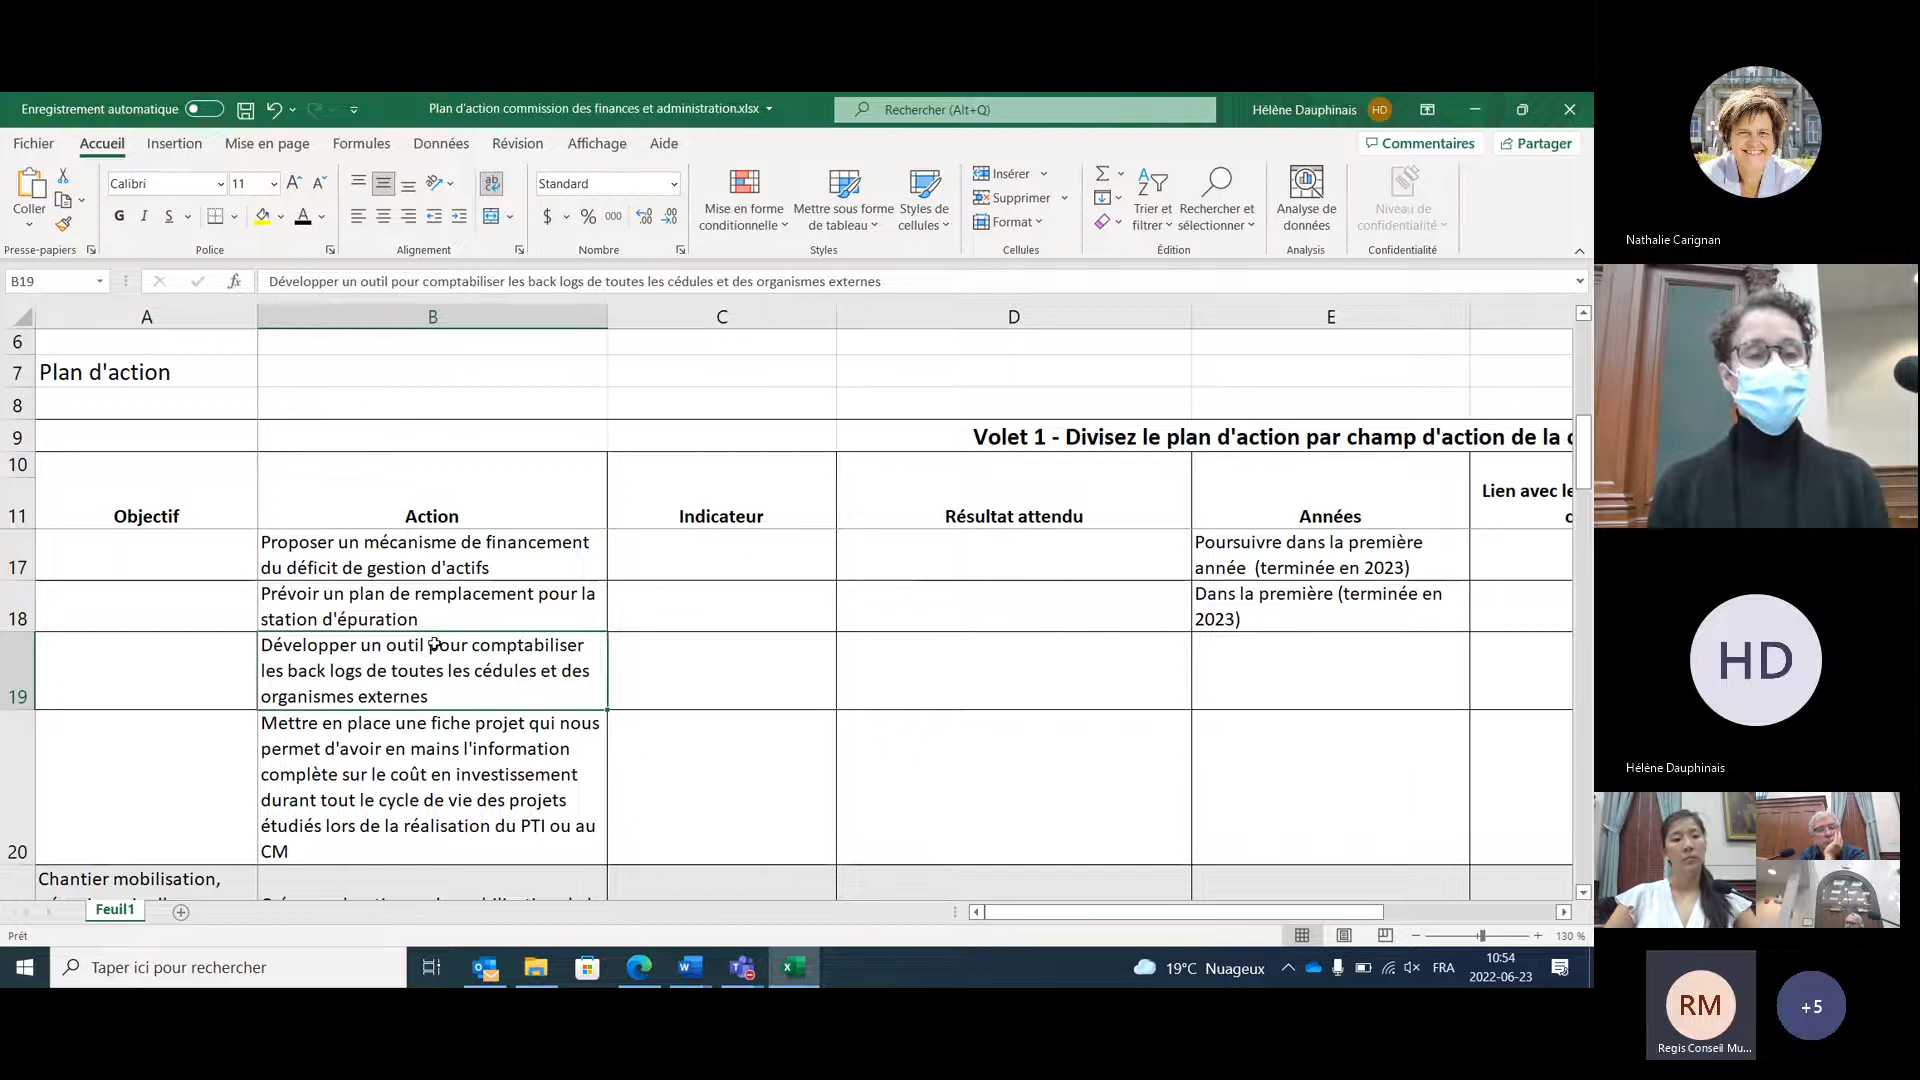 Enregistrement automatique
Plan d'action commission des finances et administration.xlsx
Rechercher (Alt+Q)
Hélène Dauphinais
HD
Fichier
Accueil
Insertion
Mise en page
Formules
Données
Révision
Affichage
Aide
Commentaires
Partager
Coller
Calibri
11
Standard
Mise en forme
conditionnelle
Mettre sous forme
de tableau
Styles de
cellules
Insérer
Supprimer
Format
Trier et
filtrer
Rechercher et
sélectionner
Analyse de
données
Niveau de
confidentialité
G I S
$ % 000
Presse-papiers
Police
Alignement
Nombre
Styles
Cellules
Édition
Analysis
Confidentialité
B19
fx
Développer un outil pour comptabiliser les back logs de toutes les cédules et des organismes externes
A B C D E
6
7
Plan d'action
8
9
Volet 1 - Divisez le plan d'action par champ d'action de la c
10
Lien avec le
11
Objectif
Action
Indicateur
Résultat attendu
Années
c
Proposer un mécanisme de financement
du déficit de gestion d'actifs
Poursuivre dans la première
année (terminée en 2023)
17
Prévoir un plan de remplacement pour la
station d'épuration
Dans la première (terminée en
2023)
18
Développer un outil pour comptabiliser
les back logs de toutes les cédules et des
organismes externes
19
Mettre en place une fiche projet qui nous
permet d'avoir en mains l'information
complète sur le coût en investissement
durant tout le cycle de vie des projets
étudiés lors de la réalisation du PTI ou au
CM
20
Chantier mobilisation,
Feuil1
Prêt
130 %
Taper ici pour rechercher
19°C Nuageux
FRA
10:54
2022-06-23
Nathalie Carignan
HD
Hélène Dauphinais
RM
Regis Conseil Mu...
+5